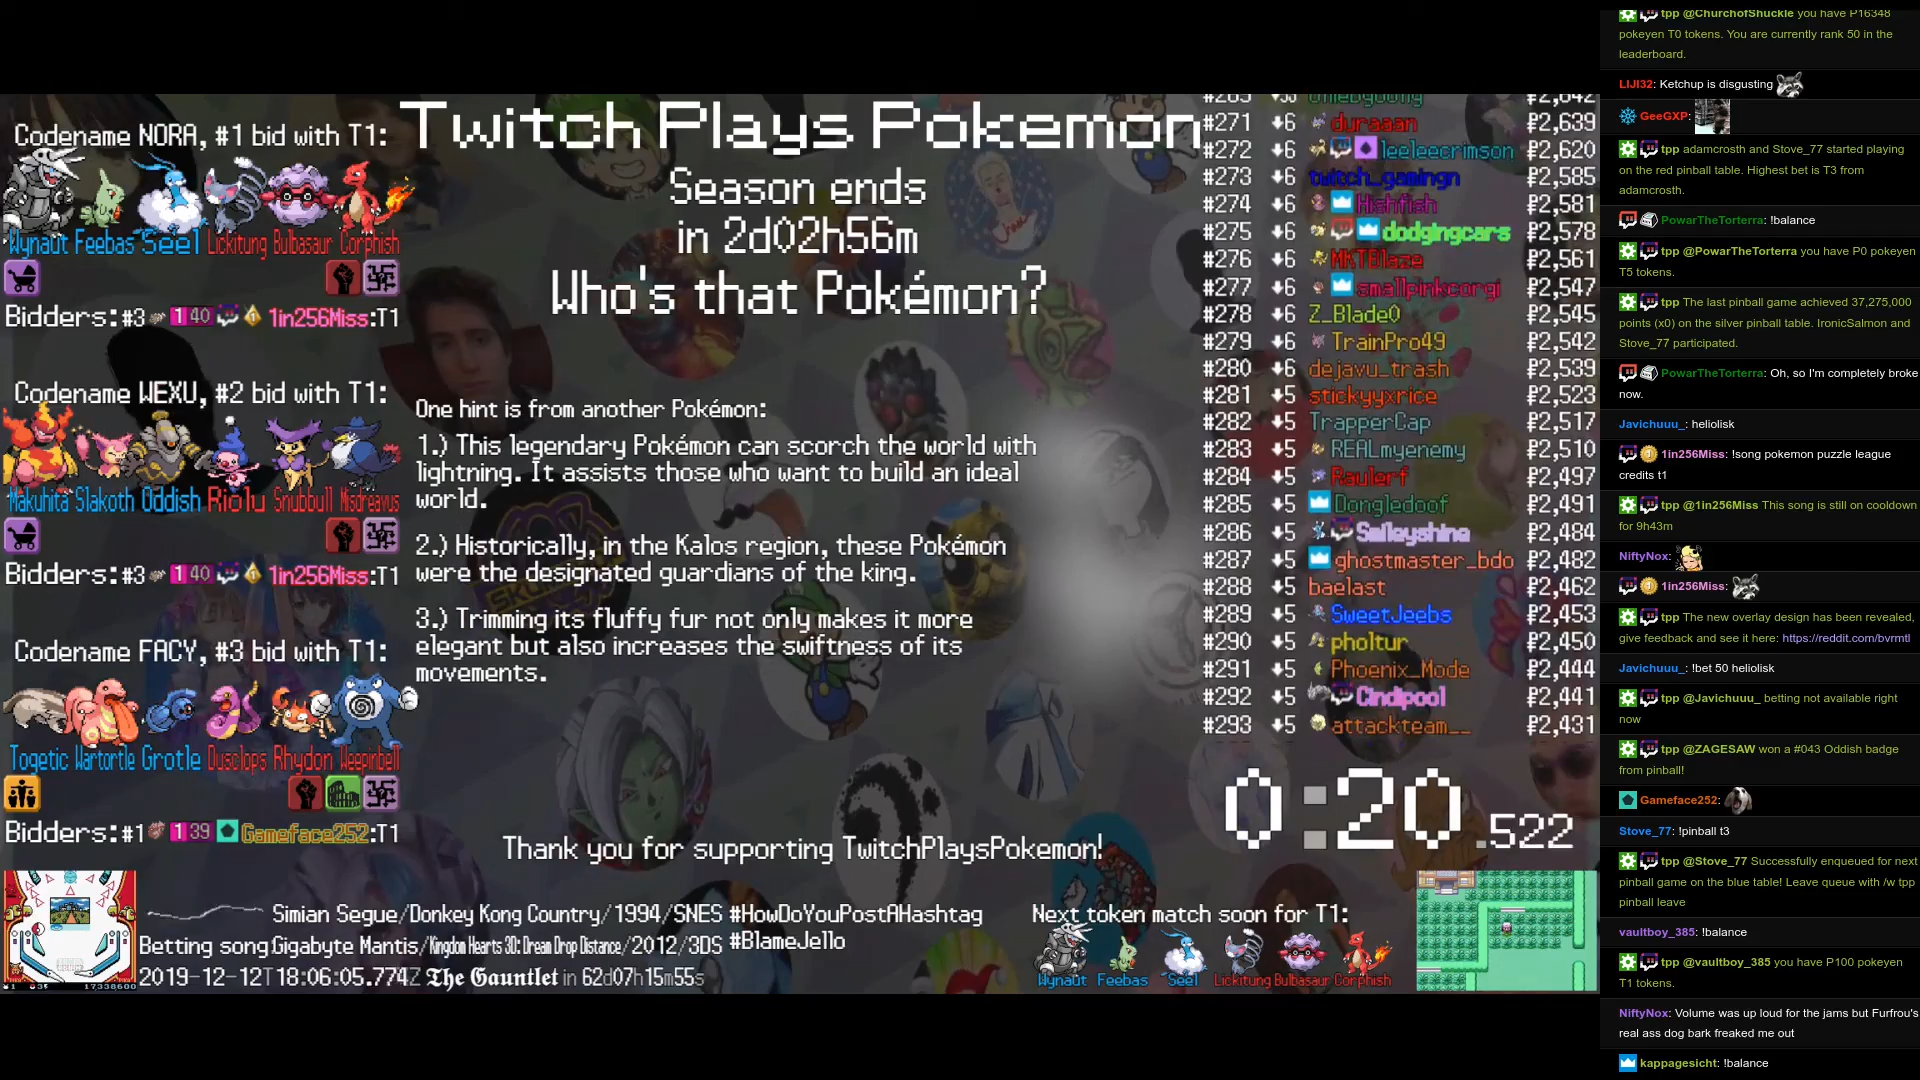 Twitch Plays Pokemon
Season ends
in 2d02h56m
Who's that Pokémon?
One hint is from another Pokémon:
1.) This legendary Pokémon can scorch the world with
lightning. It assists those who want to build an ideal
world.
2.) Historically, in the Kalos region, these Pokémon
were the designated guardians of the king.
3.) Trimming its fluffy fur not only makes it more
elegant but also increases the swiftness of its
movements.
Thank you for supporting TwitchPlaysPokemon!
Codename NORA, #1 bid with T1:
Wynaut Feebas Seel Lickitung Bulbasaur Corphish
Bidders:#3 1 40 1in256Miss:T1
Codename WEXU, #2 bid with T1:
Makuhita Slakoth Oddish Riolu Snubbull Misdreavus
Bidders:#3 1 40 1in256Miss:T1
Codename FACY, #3 bid with T1:
Togetic Wartortle Grotle Dusclops Rhydon Weepinbell
Bidders:#1 1 39 Gameface252:T1
#271 6 duraaan ₽2,639
#272 6 leeleecrimson ₽2,620
#273 6 twitch_gamingn ₽2,585
#274 6 Hishfish ₽2,581
#275 6 dodgingcars ₽2,578
#276 6 MKTBlaze ₽2,561
#277 6 smallpinkcorgi ₽2,547
#278 6 Z_Blade0 ₽2,545
#279 6 TrainPro49 ₽2,542
#280 6 dejavu_trash ₽2,539
#281 5 stickyyxrice ₽2,523
#282 5 TrapperCap ₽2,517
#283 5 REALmyenemy ₽2,510
#284 5 Raulerf ₽2,497
#285 5 Dongledoof ₽2,491
#286 5 Smileyshine ₽2,484
#287 5 ghostmaster_bdo ₽2,482
#288 5 baelast ₽2,462
#289 5 SweetJeebs ₽2,453
#290 5 pholtur ₽2,450
#291 5 Phoenix_Mode ₽2,444
#292 5 Cindipool ₽2,441
#293 5 attackteam__ ₽2,431
0:20.522
Simian Segue/Donkey Kong Country/1994/SNES #HowDoYouPostAHashtag
Betting song:Gigabyte Mantis/Kingdom Hearts 3D: Dream Drop Distance/2012/3DS #BlameJello
2019-12-12T18:06:05.774Z The Gauntlet in 62d07h15m55s
17338600
Next token match soon for T1:
Wynaut Feebas Seel Lickitung Bulbasaur Corphish
tpp @ChurchofShuckle you have P16348
pokeyen T0 tokens. You are currently rank 50 in the
leaderboard.
LIJI32: Ketchup is disgusting
GeeGXP:
tpp adamcrosth and Stove_77 started playing
on the red pinball table. Highest bet is T3 from
adamcrosth.
PowarTheTorterra: !balance
tpp @PowarTheTorterra you have P0 pokeyen
T5 tokens.
tpp The last pinball game achieved 37,275,000
points (x0) on the silver pinball table. IronicSalmon and
Stove_77 participated.
PowarTheTorterra: Oh, so I'm completely broke
now.
Javichuuu_: heliolisk
1in256Miss: !song pokemon puzzle league
credits t1
tpp @1in256Miss This song is still on cooldown
for 9h43m
NiftyNox:
1in256Miss:
tpp The new overlay design has been revealed,
give feedback and see it here: https://reddit.com/bvrmtl
Javichuuu_: !bet 50 heliolisk
tpp @Javichuuu_ betting not available right
now
tpp @ZAGESAW won a #043 Oddish badge
from pinball!
Gameface252:
Stove_77: !pinball t3
tpp @Stove_77 Successfully enqueued for next
pinball game on the blue table! Leave queue with /w tpp
pinball leave
vaultboy_385: !balance
tpp @vaultboy_385 you have P100 pokeyen
T1 tokens.
NiftyNox: Volume was up loud for the jams but Furfrou's
real ass dog bark freaked me out
kappagesicht: !balance